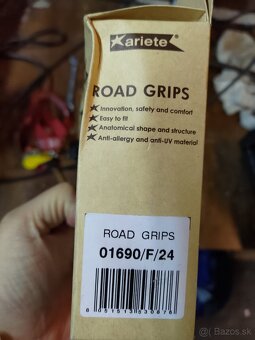 ariete
ROAD GRIPS
Innovation, safety and comfort
Easy to fit
Anatomical shape and structure
Anti-allergy and anti-UV material
ROAD GRIPS
01690/F/24
Bazos.sk